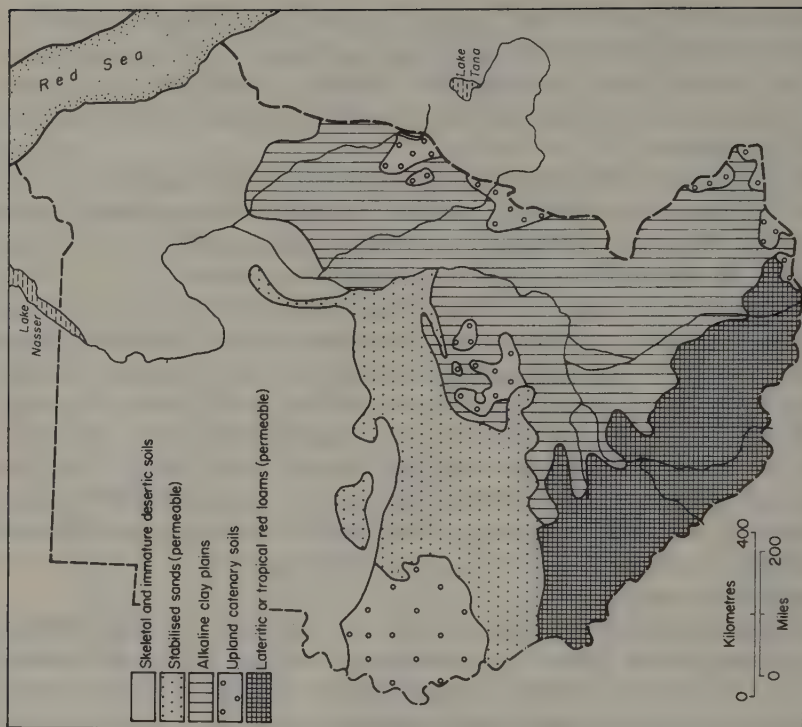 Red Sea
Lake
Nasser
Lake
Tana
Skeletal and immature desertic soils
Stabilised sands (permeable)
Alkaline clay plains
Upland catenary soils
Lateritic or tropical red loams (permeable)
Kilometres
0 400
0 200
Miles